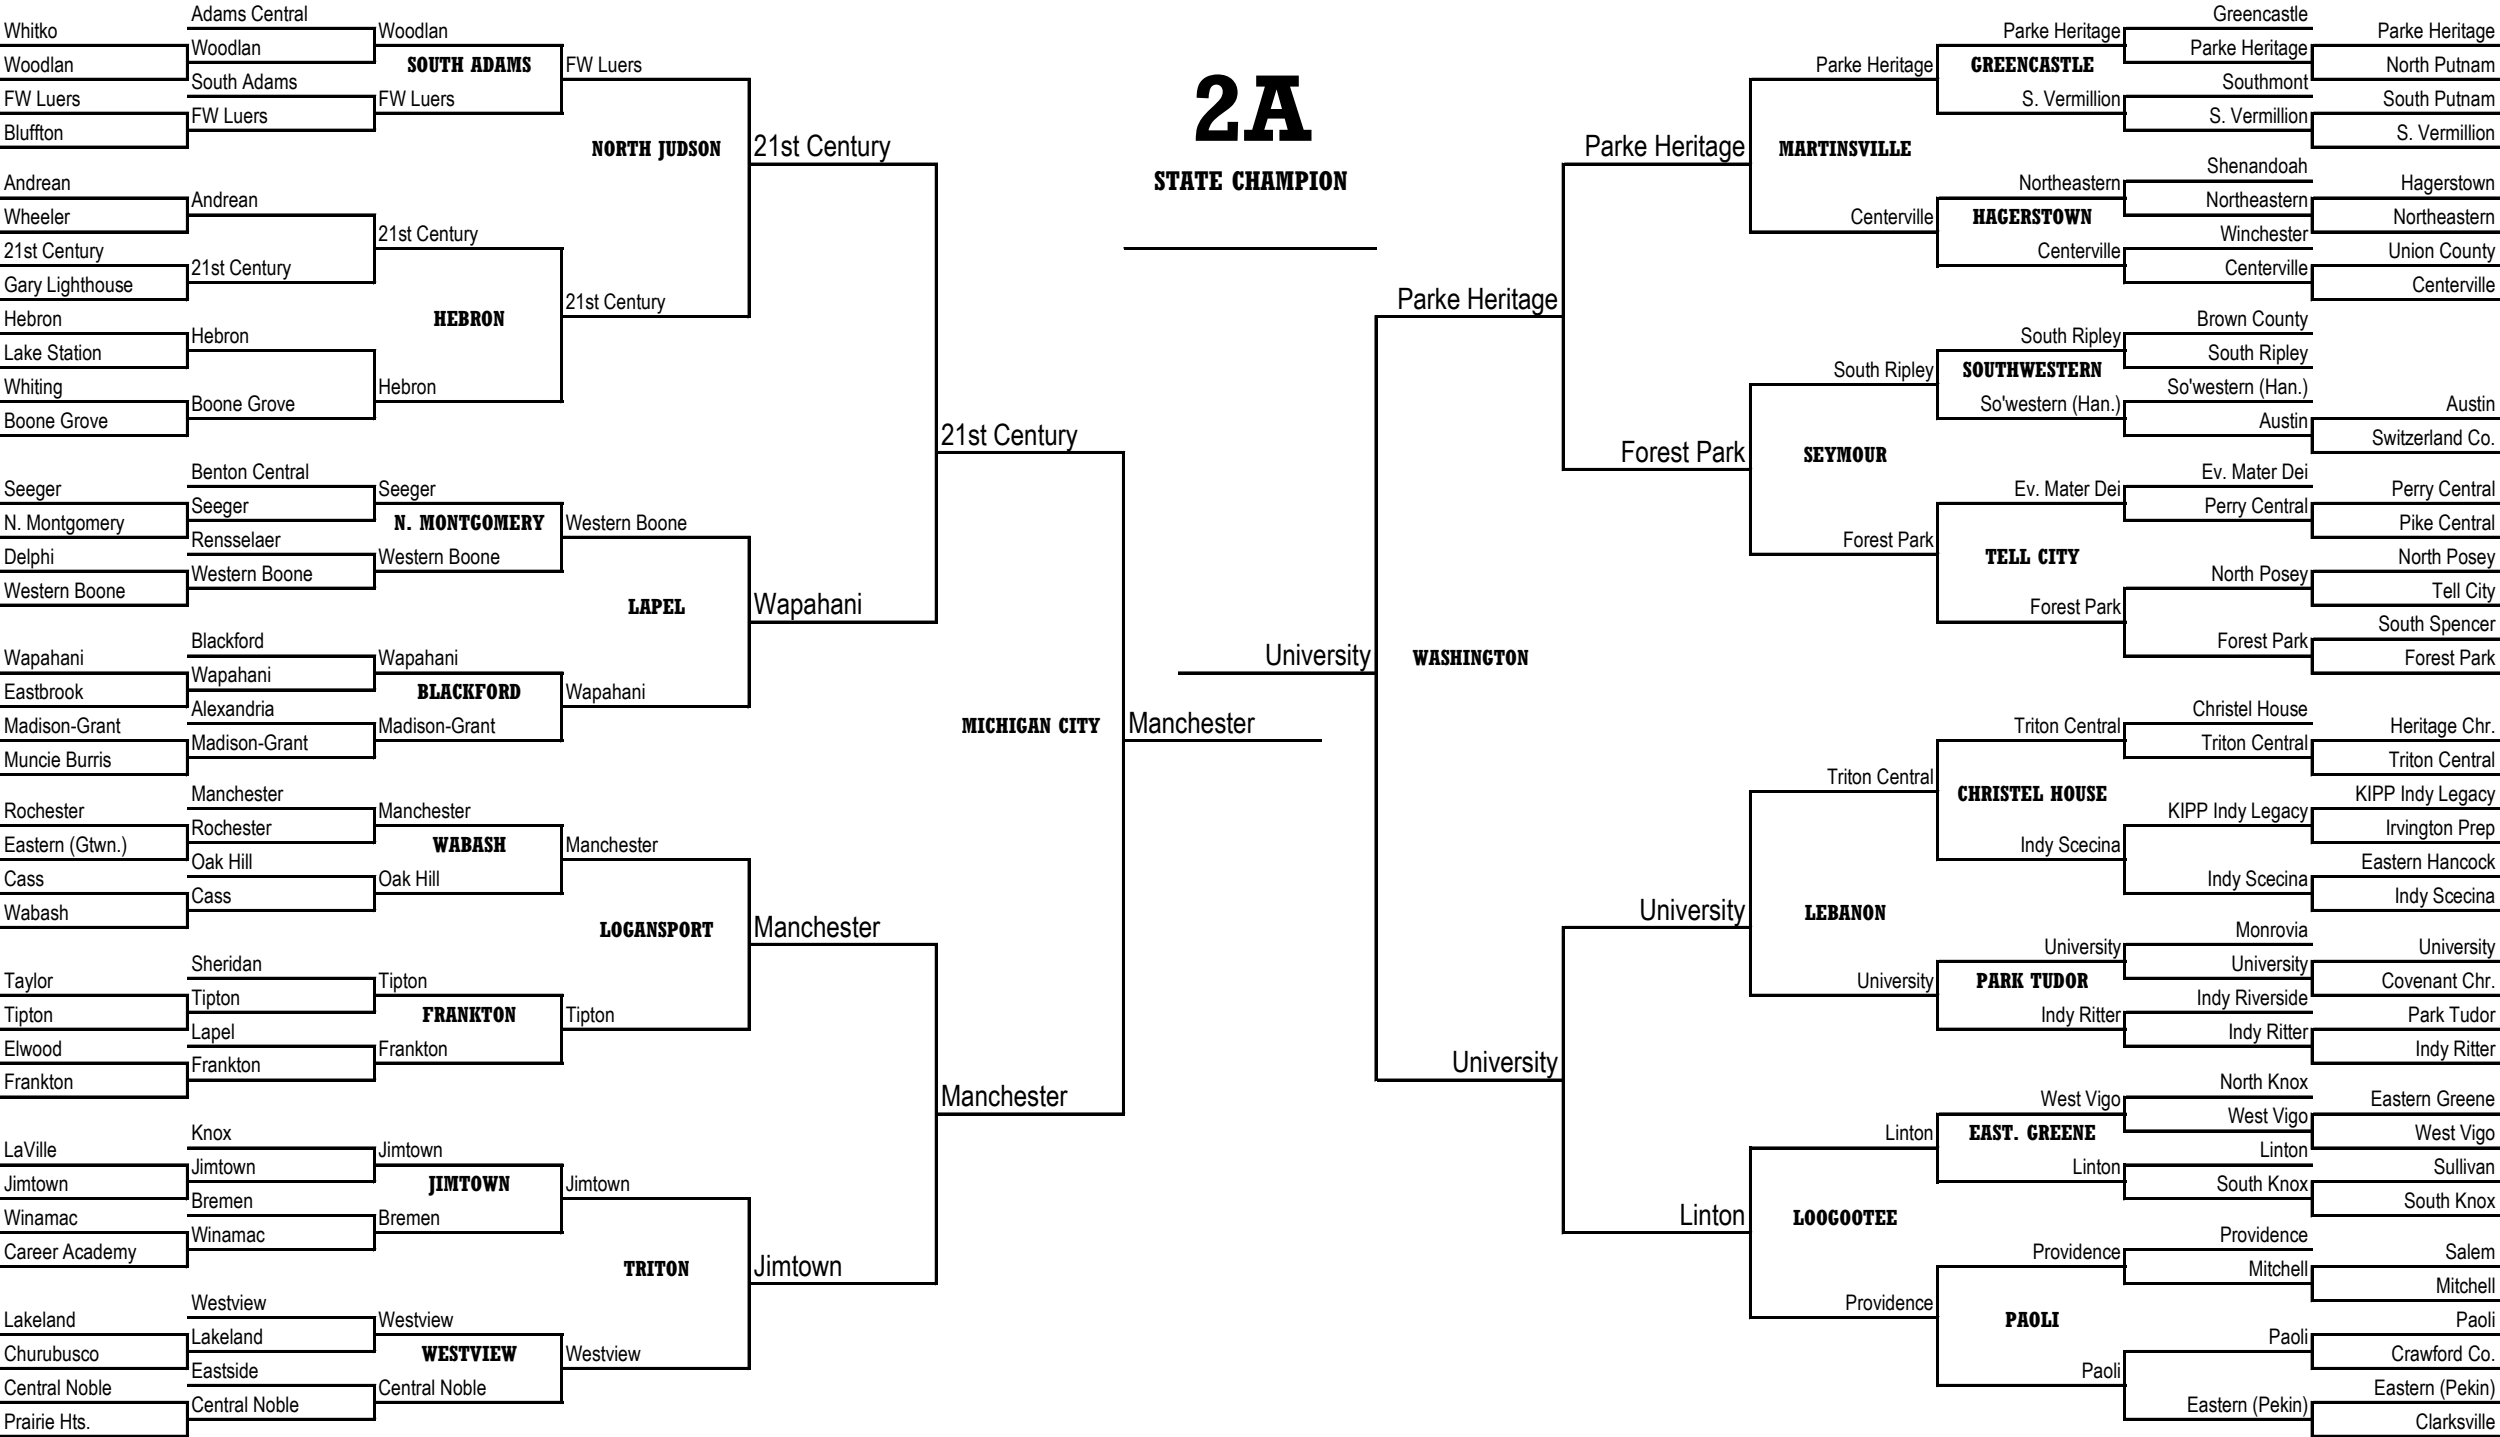 Whitko
Woodlan
FW Luers
Bluffton
Andrean
Wheeler
21st Century
Gary Lighthouse
Hebron
Lake Station
Whiting
Boone Grove
Seeger
N. Montgomery
Delphi
Western Boone
Wapahani
Eastbrook
Madison-Grant
Muncie Burris
Rochester
Eastern (Gtwn.)
Cass
Wabash
Taylor
Tipton
Elwood
Frankton
LaVille
Jimtown
Winamac
Career Academy
Lakeland
Churubusco
Central Noble
Prairie Hts.
Adams Central
Woodlan
South Adams
FW Luers
Andrean
21st Century
Hebron
Boone Grove
Benton Central
Seeger
Rensselaer
Western Boone
Blackford
Wapahani
Alexandria
Madison-Grant
Manchester
Rochester
Oak Hill
Cass
Sheridan
Tipton
Lapel
Frankton
Knox
Jimtown
Bremen
Winamac
Westview
Lakeland
Eastside
Central Noble
Woodlan
SOUTH ADAMS
FW Luers
21st Century
HEBRON
Hebron
Seeger
N. MONTGOMERY
Western Boone
Wapahani
BLACKFORD
Madison-Grant
Manchester
WABASH
Oak Hill
Tipton
FRANKTON
Frankton
Jimtown
JIMTOWN
Bremen
Westview
WESTVIEW
Central Noble
FW Luers
NORTH JUDSON
21st Century
Western Boone
LAPEL
Wapahani
Manchester
LOGANSPORT
Tipton
Jimtown
TRITON
Westview
21st Century
Wapahani
Manchester
Jimtown
21st Century
MICHIGAN CITY
Manchester
2A
STATE CHAMPION
Manchester
University
Parke Heritage
WASHINGTON
University
Parke Heritage
Forest Park
University
Linton
Parke Heritage
MARTINSVILLE
Centerville
South Ripley
SEYMOUR
Forest Park
Triton Central
LEBANON
University
Linton
LOOGOOTEE
Providence
Parke Heritage
GREENCASTLE
S. Vermillion
Northeastern
HAGERSTOWN
Centerville
South Ripley
SOUTHWESTERN
So'western (Han.)
Ev. Mater Dei
TELL CITY
Forest Park
Triton Central
CHRISTEL HOUSE
Indy Scecina
University
PARK TUDOR
Indy Ritter
West Vigo
EAST. GREENE
Linton
Providence
PAOLI
Paoli
Greencastle
Parke Heritage
Southmont
S. Vermillion
Shenandoah
Northeastern
Winchester
Centerville
Brown County
South Ripley
So'western (Han.)
Austin
Ev. Mater Dei
Perry Central
North Posey
Forest Park
Christel House
Triton Central
KIPP Indy Legacy
Indy Scecina
Monrovia
University
Indy Riverside
Indy Ritter
North Knox
West Vigo
Linton
South Knox
Providence
Mitchell
Paoli
Eastern (Pekin)
Parke Heritage
North Putnam
South Putnam
S. Vermillion
Hagerstown
Northeastern
Union County
Centerville
Austin
Switzerland Co.
Perry Central
Pike Central
North Posey
Tell City
South Spencer
Forest Park
Heritage Chr.
Triton Central
KIPP Indy Legacy
Irvington Prep
Eastern Hancock
Indy Scecina
University
Covenant Chr.
Park Tudor
Indy Ritter
Eastern Greene
West Vigo
Sullivan
South Knox
Salem
Mitchell
Paoli
Crawford Co.
Eastern (Pekin)
Clarksville